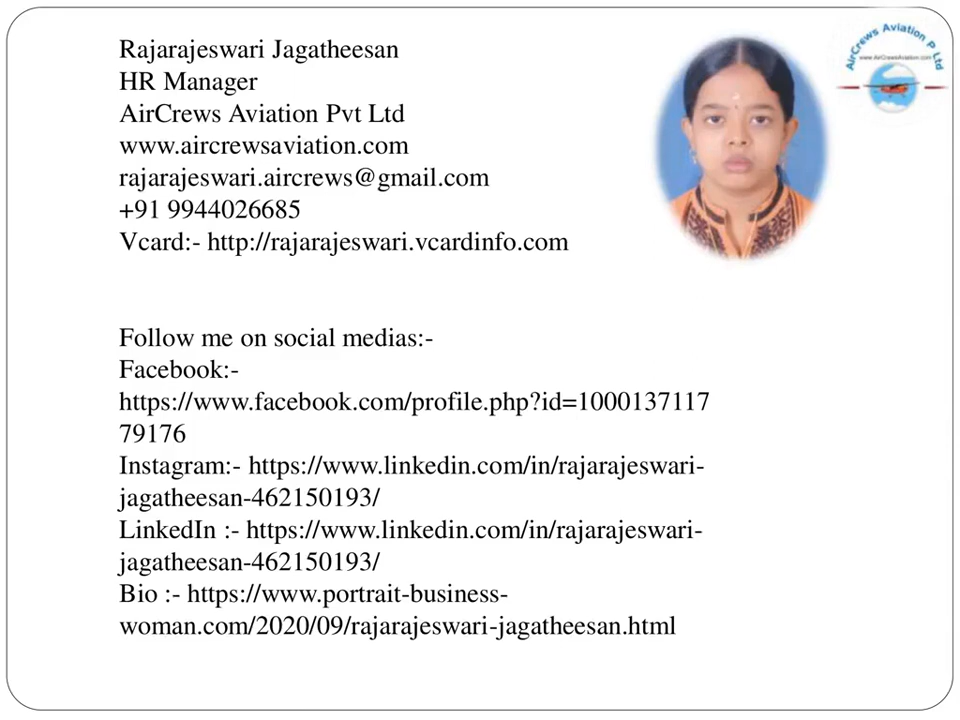 Rajarajeswari Jagatheesan
HR Manager
AirCrews Aviation Pvt Ltd
www.aircrewsaviation.com
rajarajeswari.aircrews@gmail.com
+91 9944026685
Vcard:- http://rajarajeswari.vcardinfo.com
AirCrews Aviation P Ltd
www.AirCrewsAviation.com
Follow me on social medias:-
Facebook:-
https://www.facebook.com/profile.php?id=1000137117
79176
Instagram:- https://www.linkedin.com/in/rajarajeswari-
jagatheesan-462150193/
LinkedIn :- https://www.linkedin.com/in/rajarajeswari-
jagatheesan-462150193/
Bio :- https://www.portrait-business-
woman.com/2020/09/rajarajeswari-jagatheesan.html